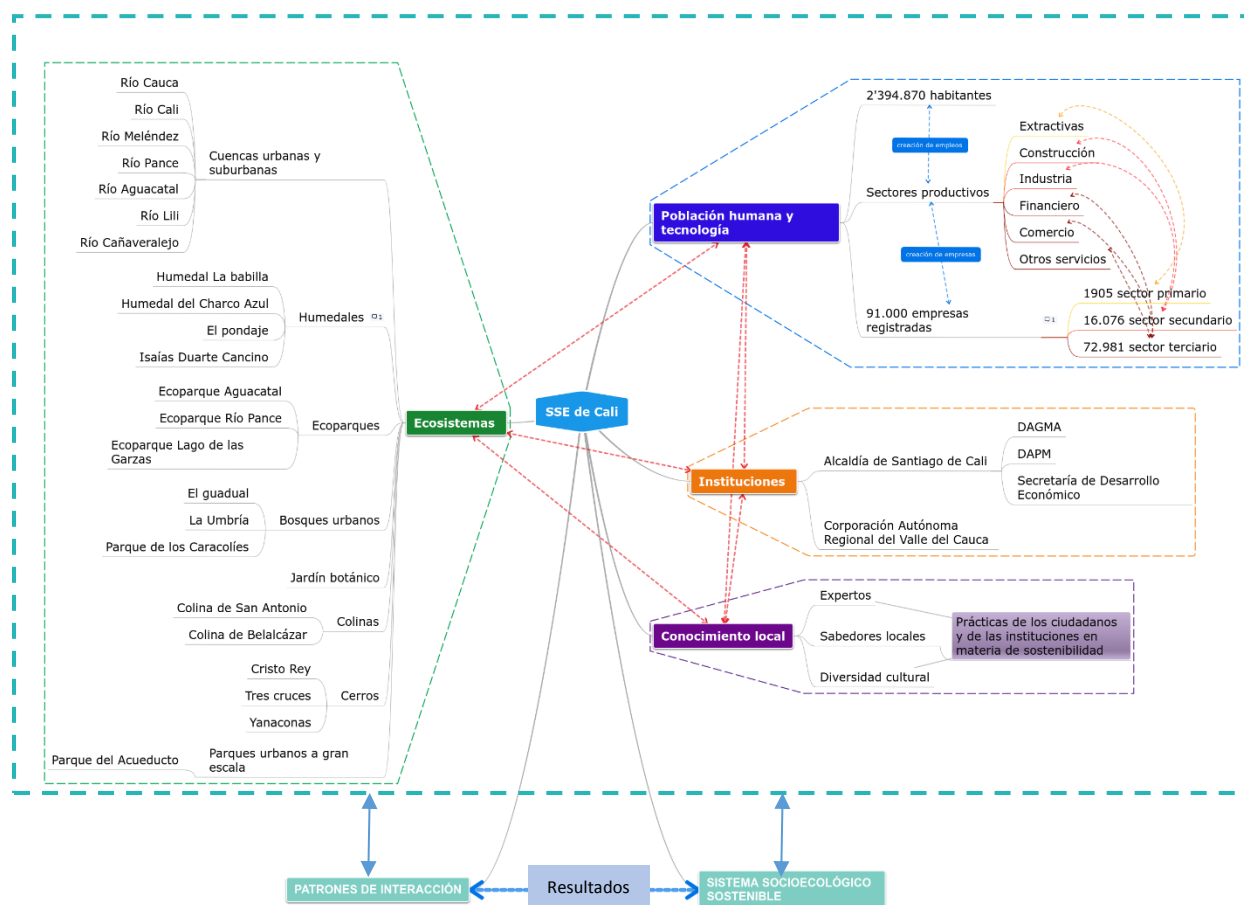 Río Cauca
Río Cali
Río Meléndez
Río Pance
Río Aguacatal
Río Lili
Río Cañaveralejo
Cuencas urbanas y
suburbanas
Humedal La babilla
Humedal del Charco Azul
El pondaje
Isaías Duarte Cancino
Humedales
1
Ecoparque Aguacatal
Ecoparque Río Pance
Ecoparque Lago de las
Garzas
Ecoparques
El guadual
La Umbría
Parque de los Caracolíes
Bosques urbanos
Jardín botánico
Colina de San Antonio
Colina de Belalcázar
Colinas
Cristo Rey
Tres cruces
Yanaconas
Cerros
Parque del Acueducto
Parques urbanos a gran
escala
Ecosistemas
SSE de Cali
Población humana y
tecnología
2'394.870 habitantes
creación de empleos
Sectores productivos
creación de empresas
91.000 empresas
registradas
1
Extractivas
Construcción
Industria
Financiero
Comercio
Otros servicios
1905 sector primario
16.076 sector secundario
72.981 sector terciario
Instituciones
Alcaldía de Santiago de Cali
DAGMA
DAPM
Secretaría de Desarrollo
Económico
Corporación Autónoma
Regional del Valle del Cauca
Conocimiento local
Expertos
Sabedores locales
Diversidad cultural
Prácticas de los ciudadanos
y de las instituciones en
materia de sostenibilidad
PATRONES DE INTERACCIÓN
Resultados
SISTEMA SOCIOECOLÓGICO
SOSTENIBLE